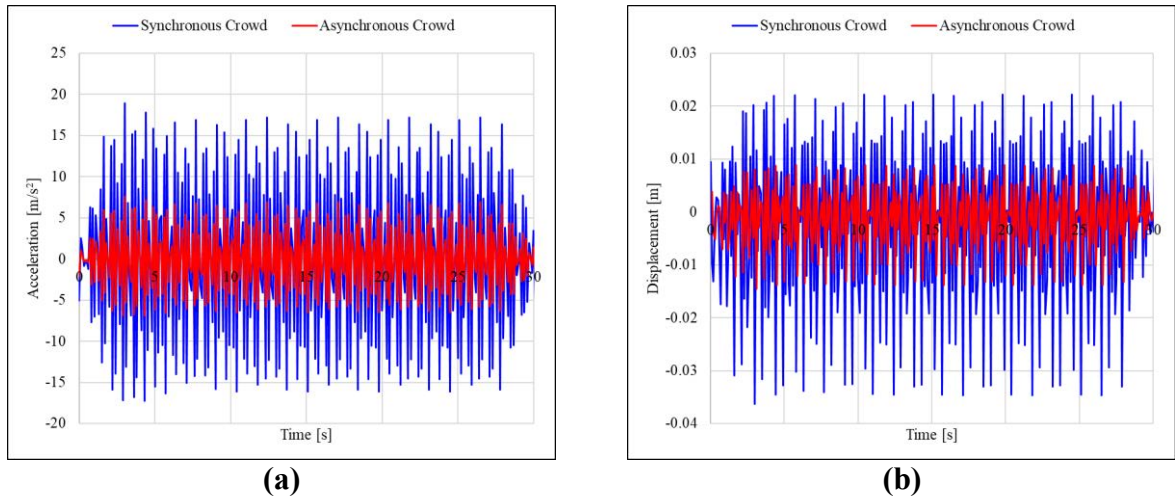 Synchronous Crowd Asynchronous Crowd
25
20
15
10
5
0
-5
-10
-15
-20
0 5 10 15 20 25 30
Acceleration [m/s²]
Time [s]
(a)
Synchronous Crowd Asynchronous Crowd
0.03
0.02
0.01
0
-0.01
-0.02
-0.03
-0.04
0 5 10 15 20 25 30
Displacement [m]
Time [s]
(b)